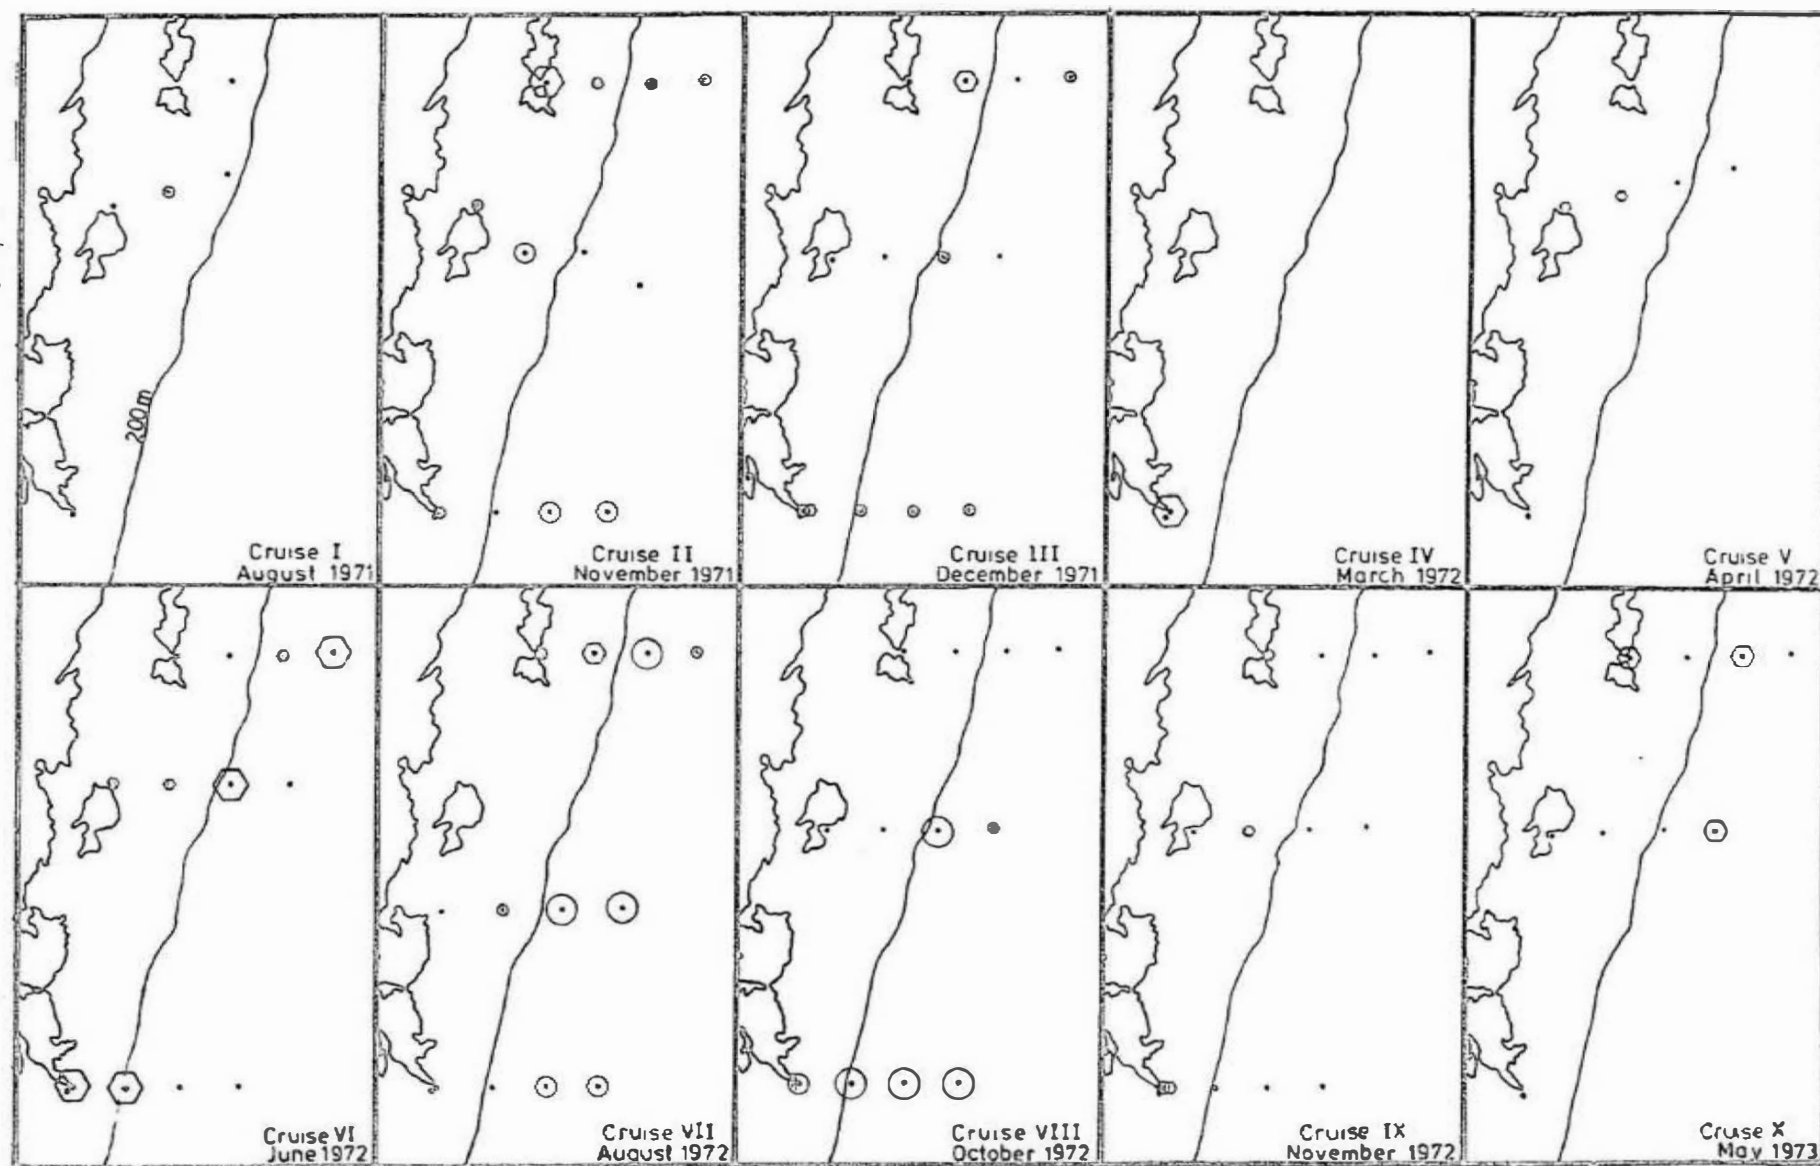 200m
Cruise I
August 1971
Cruise II
November 1971
Cruise III
December 1971
Cruise IV
March 1972
Cruise V
April 1972
Cruise VI
June 1972
Cruise VII
August 1972
Cruise VIII
October 1972
Cruise IX
November 1972
Cruise X
May 1973